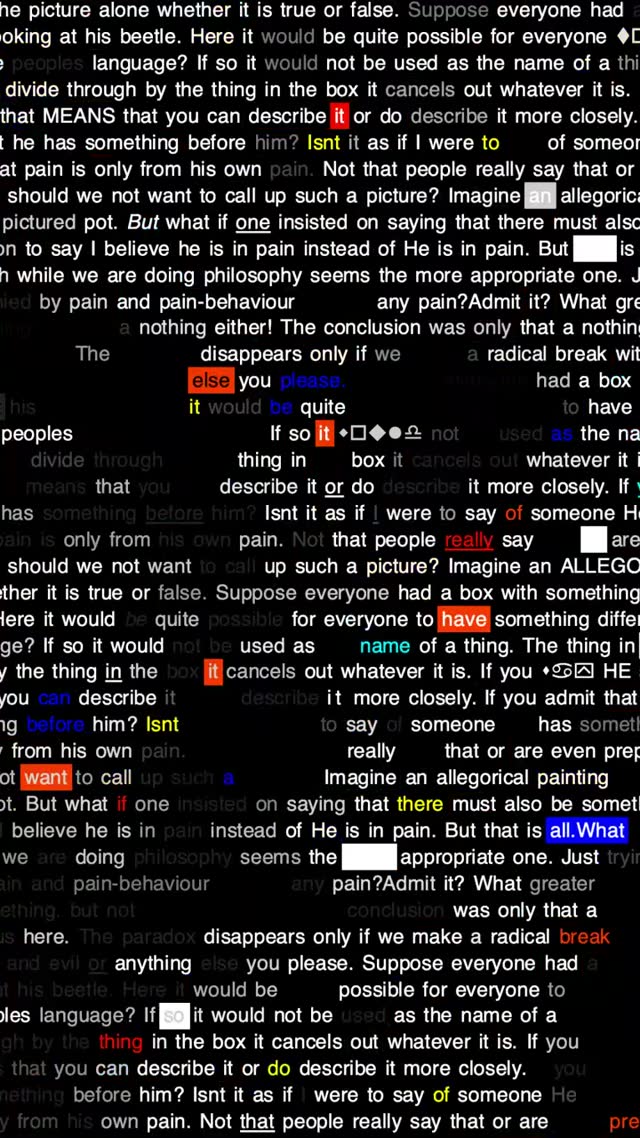 he picture alone whether it is true or false. Suppose everyone had
ooking at his beetle. Here it would be quite possible for everyone ◆
peoples language? If so it would not be used as the name of a thi
divide through by the thing in the box it cancels out whatever it is.
that MEANS that you can describe it or do describe it more closely.
t he has something before him? Isnt it as if I were to of someor
at pain is only from his own pain. Not that people really say that or
should we not want to call up such a picture? Imagine an allegorica
pictured pot. But what if one insisted on saying that there must also
on to say I believe he is in pain instead of He is in pain. But is
h while we are doing philosophy seems the more appropriate one. J
nied by pain and pain-behaviour any pain?Admit it? What gre
a nothing either! The conclusion was only that a nothing
The disappears only if we a radical break wit
else you please. had a box
his it would be quite to have
peoples If so it ⬥□◆●♎ not used as the na
divide through thing in box it cancels out whatever it i
means that you describe it or do describe it more closely. If
has something before him? Isnt it as if I were to say of someone He
pain is only from his own pain. Not that people really say are
should we not want to call up such a picture? Imagine an ALLEGO
ether it is true or false. Suppose everyone had a box with something
Here it would be quite possible for everyone to have something differ
ge? If so it would not be used as name of a thing. The thing in
y the thing in the box it cancels out whatever it is. If you ⬥♋⍓ HE
you can describe it describe it more closely. If you admit that
ng before him? Isnt to say of someone has someth
y from his own pain. really that or are even prep
ot want to call up such a Imagine an allegorical painting
ot. But what if one insisted on saying that there must also be somet
believe he is in pain instead of He is in pain. But that is all.What
we are doing philosophy seems the appropriate one. Just tryin
ain and pain-behaviour any pain?Admit it? What greater
ething. but not conclusion was only that a
us here. The paradox disappears only if we make a radical break
and evil or anything else you please. Suppose everyone had a
at his beetle. Here it would be possible for everyone to
ples language? If so it would not be used as the name of a
gh by the thing in the box it cancels out whatever it is. If you
that you can describe it or do describe it more closely. you
mething before him? Isnt it as if I were to say of someone He
y from his own pain. Not that people really say that or are pre